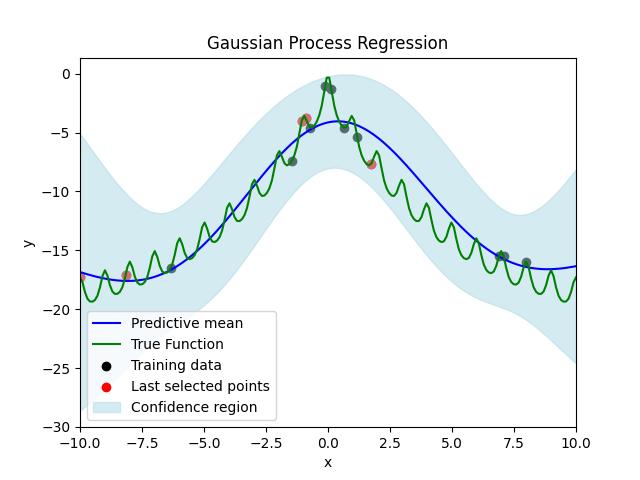 Gaussian Process Regression
y
0
−5
−10
−15
−20
−25
−30
Predictive mean
True Function
Training data
Last selected points
Confidence region
−10.0 −7.5 −5.0 −2.5 0.0 2.5 5.0 7.5 10.0
x